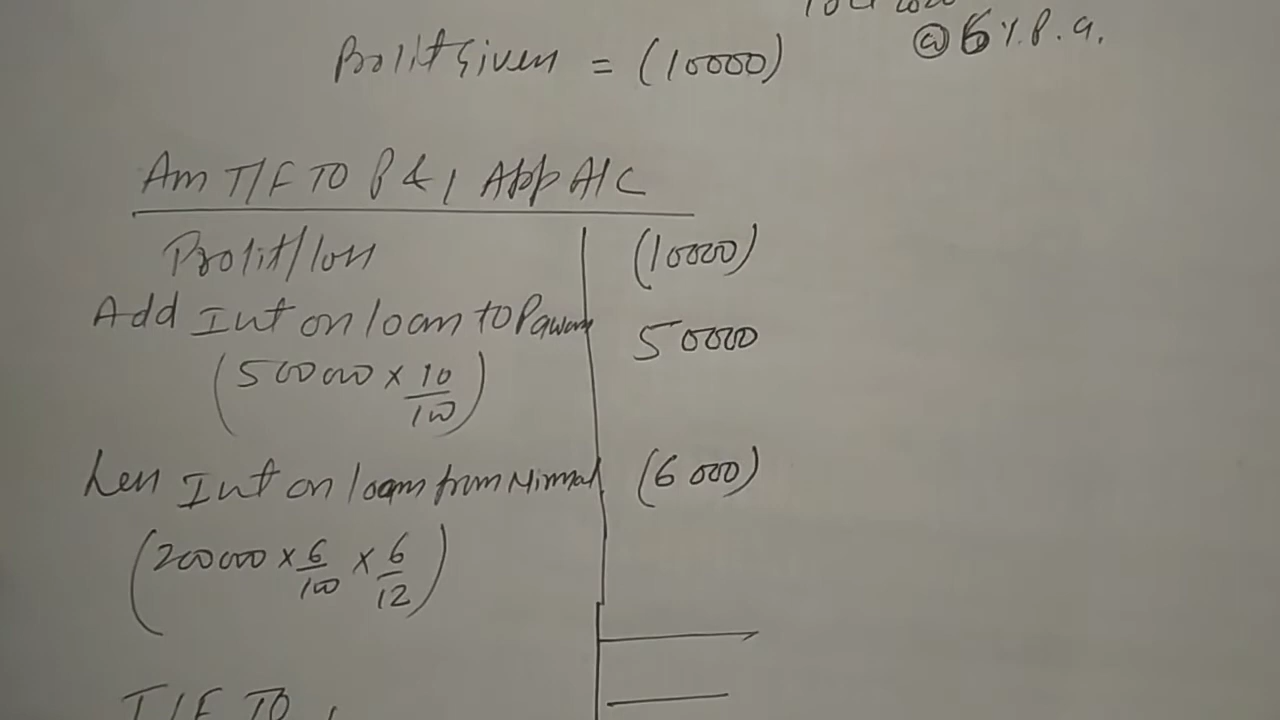 @ 6 %. P. a.
Profit Given = (10000)
Am T/F TO P & L App A/C
Profit/loss (10000)
Add Int on loan to Pawan 50000
(500000 × 10/100)
Less Int on loan from Nirmal (6000)
(200000 × 6/100 × 6/12)
T/F TO